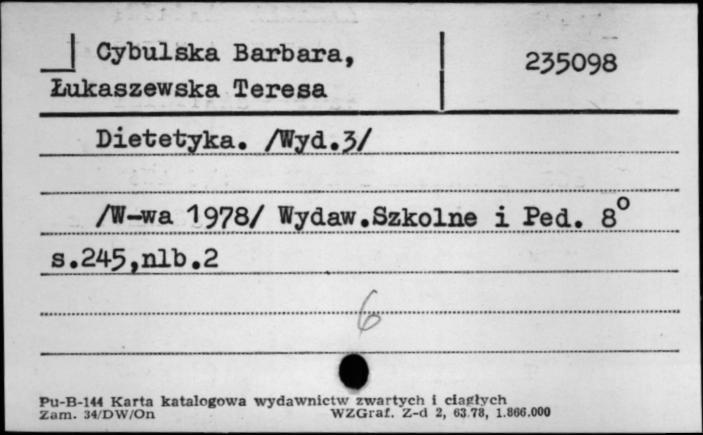 Cybulska Barbara, 235098
Łukaszewska Teresa
Dietetyka. /Wyd.3/
/W-wa 1978/ Wydaw.Szkolne i Ped. 8°
s.245,nlb.2
6
Pu-B-144 Karta katalogowa wydawnictw zwartych i ciągłych
Zam. 34/DW/On WZGraf. Z-d 2, 63.78, 1.866.000